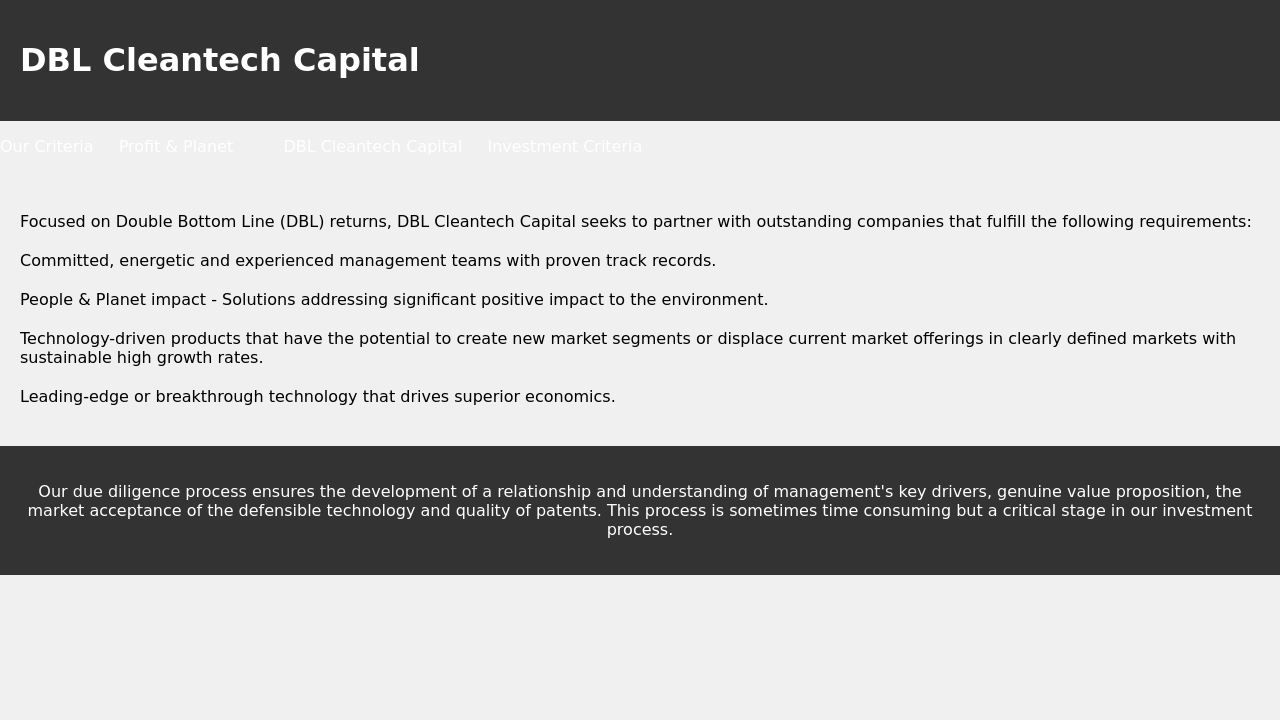 DBL Cleantech Capital
Our Criteria Profit & Planet DBL Cleantech Capital Investment Criteria
Focused on Double Bottom Line (DBL) returns, DBL Cleantech Capital seeks to partner with outstanding companies that fulfill the following requirements:
Committed, energetic and experienced management teams with proven track records.
People & Planet impact - Solutions addressing significant positive impact to the environment.
Technology-driven products that have the potential to create new market segments or displace current market offerings in clearly defined markets with
sustainable high growth rates.
Leading-edge or breakthrough technology that drives superior economics.
Our due diligence process ensures the development of a relationship and understanding of management's key drivers, genuine value proposition, the
market acceptance of the defensible technology and quality of patents. This process is sometimes time consuming but a critical stage in our investment
process.